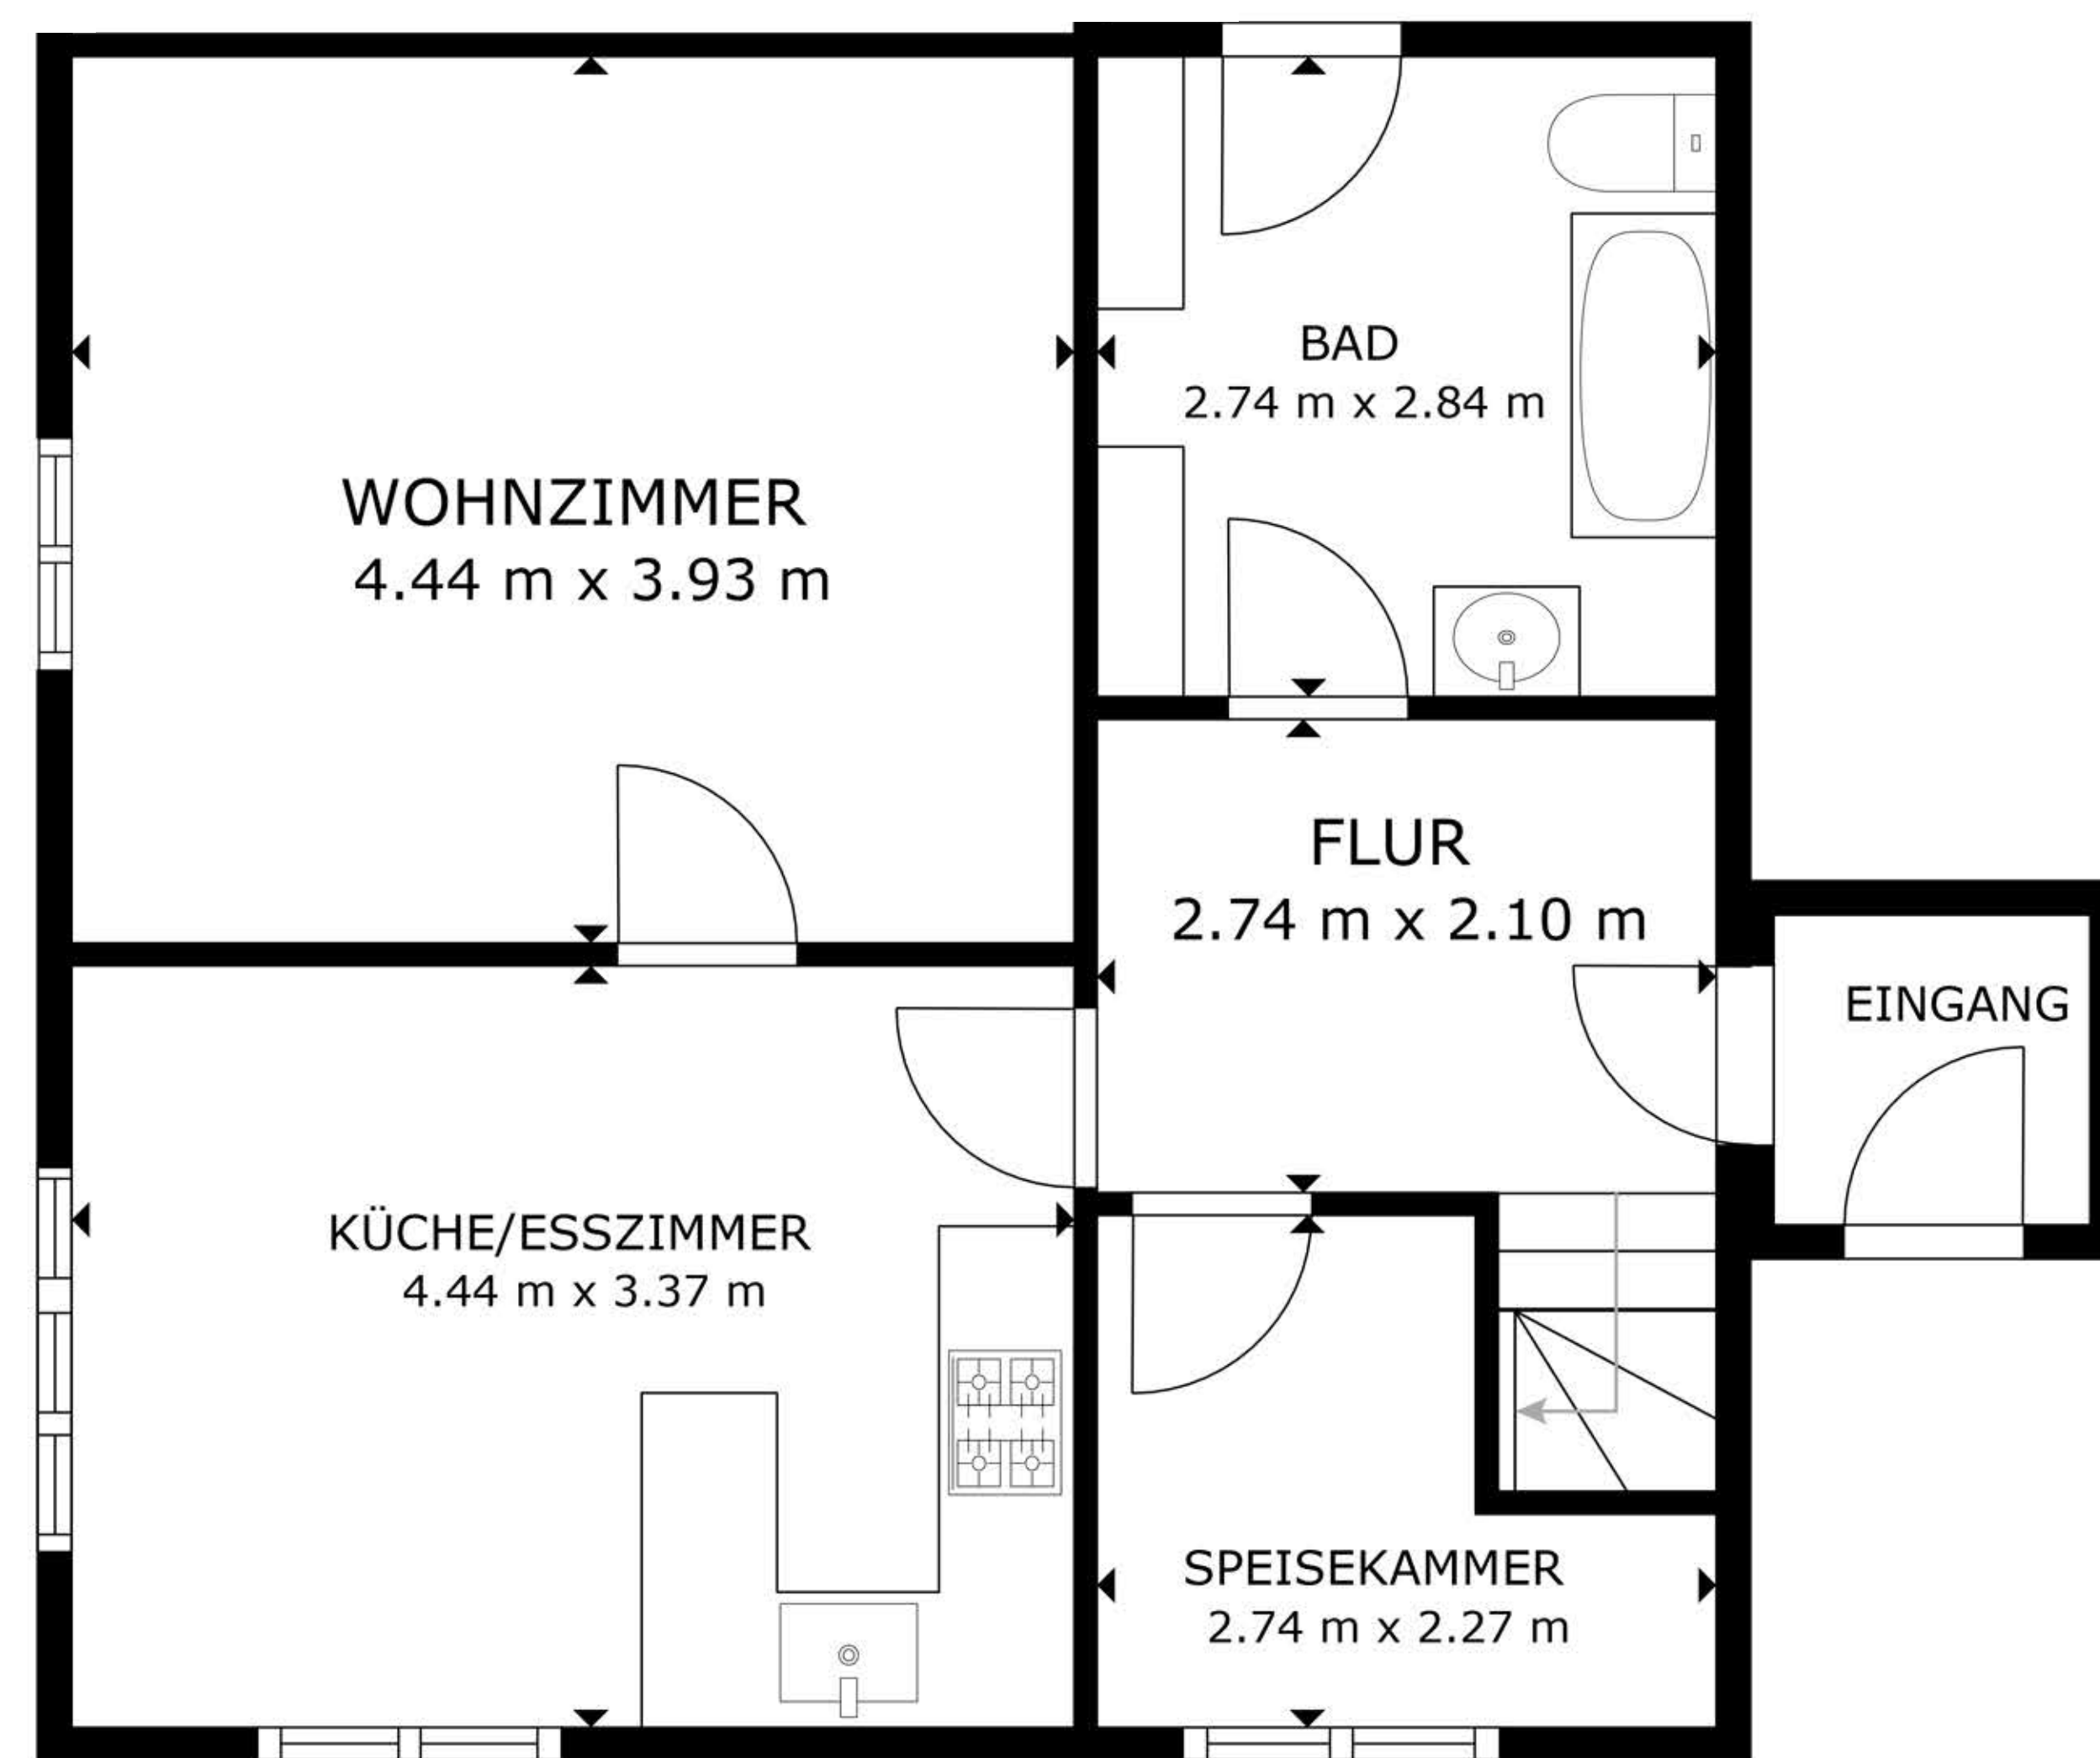 BAD
2.74 m x 2.84 m
WOHNZIMMER
4.44 m x 3.93 m
FLUR
2.74 m x 2.10 m
EINGANG
KÜCHE/ESSZIMMER
4.44 m x 3.37 m
SPEISEKAMMER
2.74 m x 2.27 m